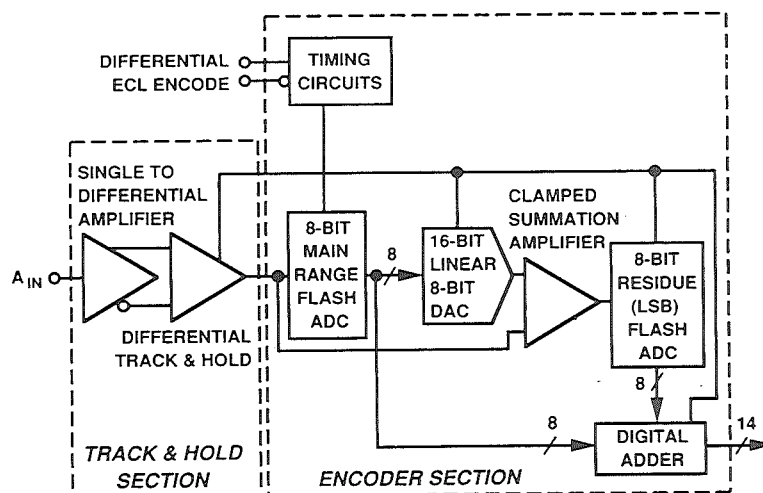 DIFFERENTIAL
ECL ENCODE
TIMING
CIRCUITS
SINGLE TO
DIFFERENTIAL
AMPLIFIER
A IN
DIFFERENTIAL
TRACK & HOLD
TRACK & HOLD
SECTION
8-BIT
MAIN
RANGE
FLASH
ADC
8
16-BIT
LINEAR
8-BIT
DAC
CLAMPED
SUMMATION
AMPLIFIER
8-BIT
RESIDUE
(LSB)
FLASH
ADC
8
8
DIGITAL
ADDER
14
ENCODER SECTION